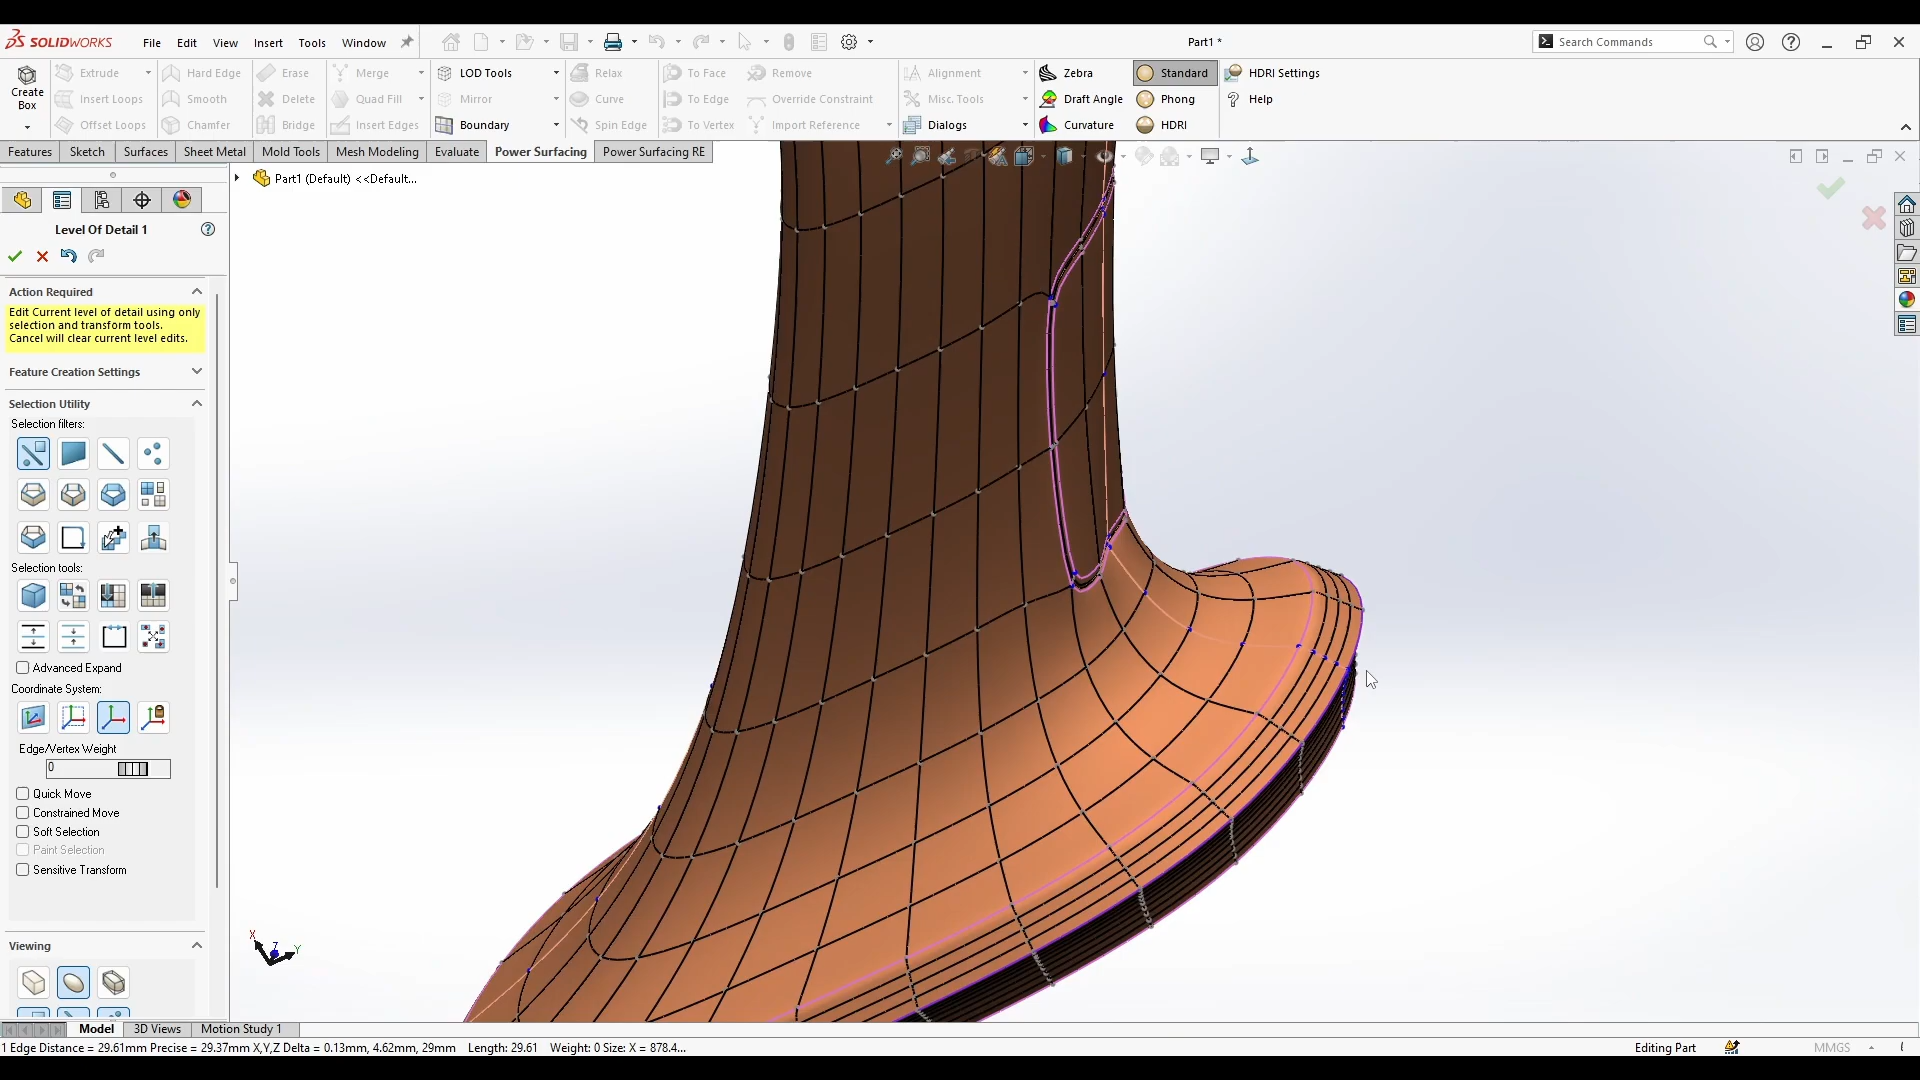 SOLIDWORKS File Edit View Insert Tools Window Part1 * Search Commands
Create Box
Extrude Hard Edge Erase Merge LOD Tools Relax To Face Remove Alignment Zebra Standard HDRI Settings
Insert Loops Smooth Delete Quad Fill Mirror Curve To Edge Override Constraint Misc. Tools Draft Angle Phong Help
Offset Loops Chamfer Bridge Insert Edges Boundary Spin Edge To Vertex Import Reference Dialogs Curvature HDRI
Features Sketch Surfaces Sheet Metal Mold Tools Mesh Modeling Evaluate Power Surfacing Power Surfacing RE
Part1 (Default) <<Default...
Level Of Detail 1
Action Required
Edit Current level of detail using only
selection and transform tools.
Cancel will clear current level edits.
Feature Creation Settings
Selection Utility
Selection filters:
Selection tools:
Advanced Expand
Coordinate System:
Edge/Vertex Weight
0
Quick Move
Constrained Move
Soft Selection
Paint Selection
Sensitive Transform
X Z Y
Viewing
Model 3D Views Motion Study 1
1 Edge Distance = 29.61mm Precise = 29.37mm X,Y,Z Delta = 0.13mm, 4.62mm, 29mm Length: 29.61 Weight: 0 Size: X = 878.4... Editing Part MMGS